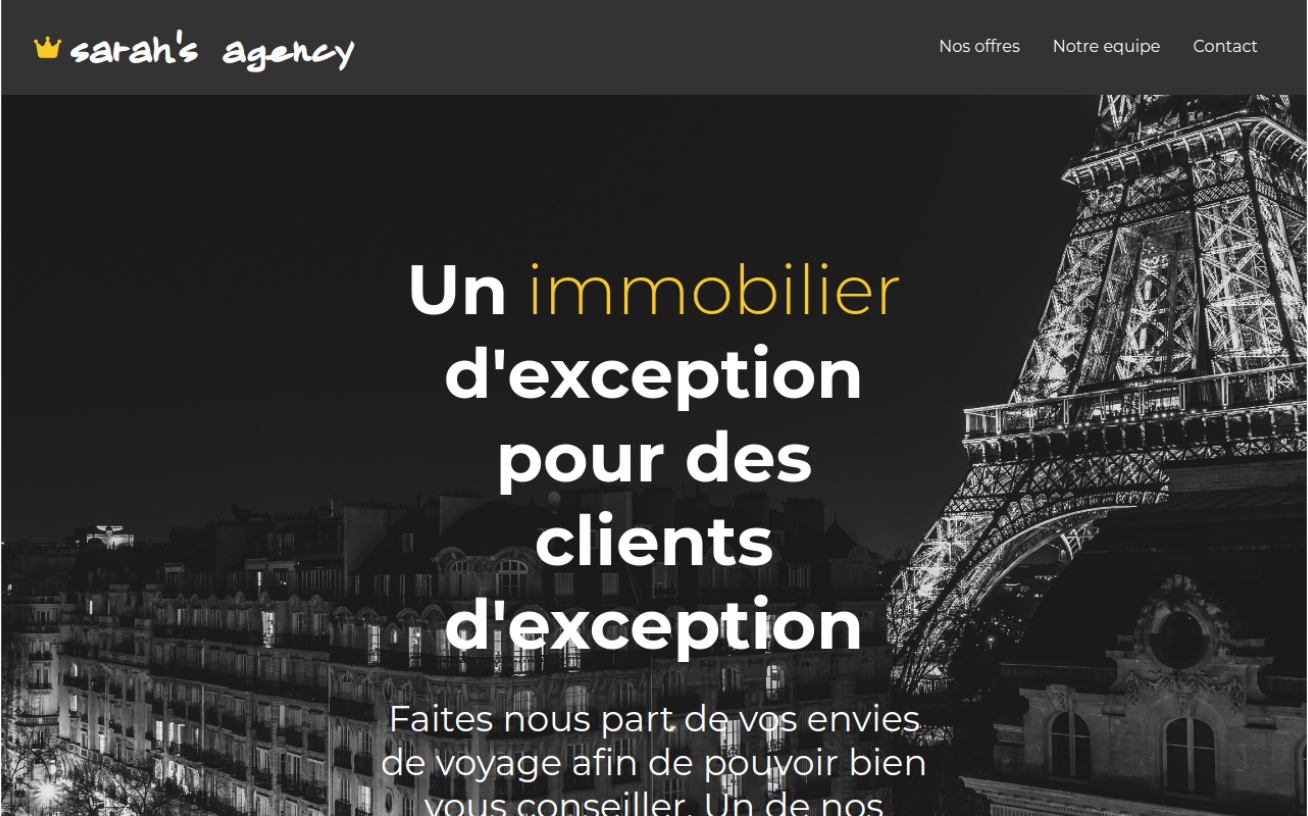 sarah's agency
Nos offres Notre equipe Contact
Un immobilier
d'exception
pour des
clients
d'exception
Faites nous part de vos envies
de voyage afin de pouvoir bien
vous conseiller. Un de nos